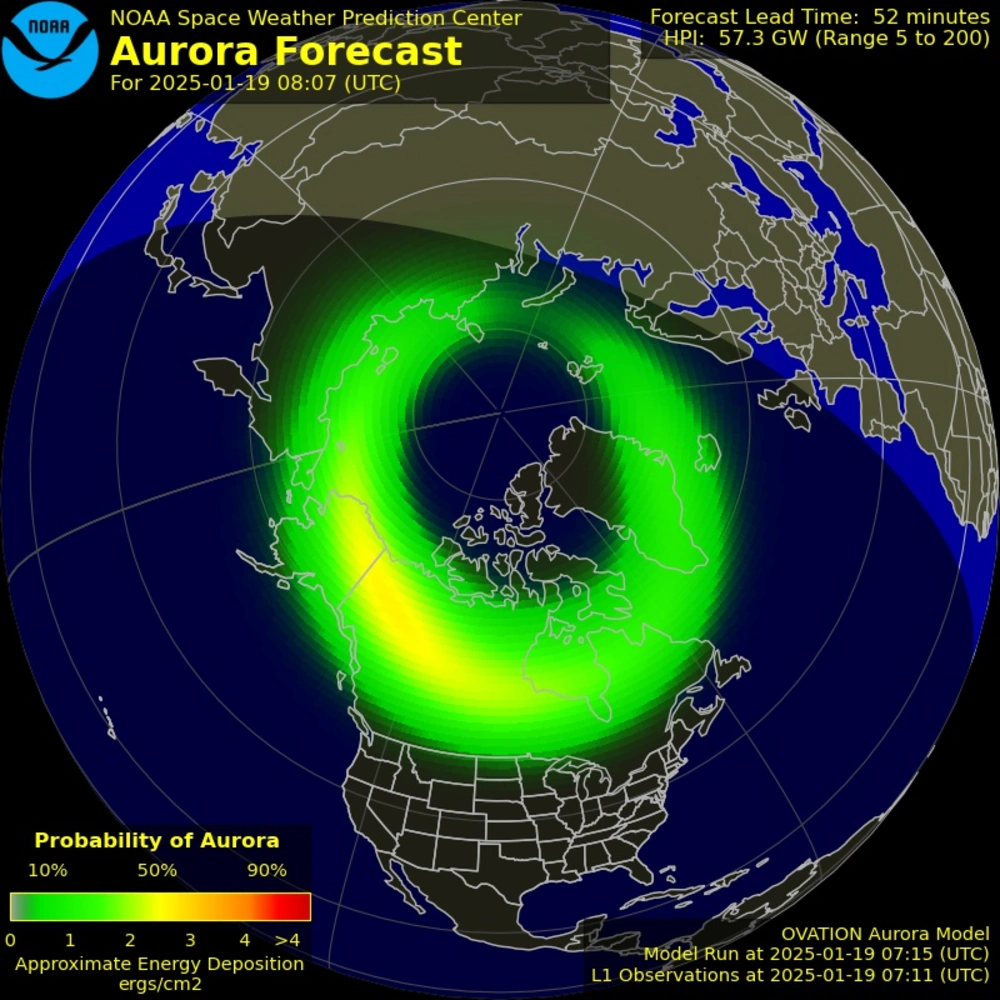 NOAA
NOAA Space Weather Prediction Center
Aurora Forecast
For 2025-01-19 08:07 (UTC)
Forecast Lead Time: 52 minutes
HPI: 57.3 GW (Range 5 to 200)
Probability of Aurora
10% 50% 90%
0 1 2 3 4 >4
Approximate Energy Deposition
ergs/cm2
OVATION Aurora Model
Model Run at 2025-01-19 07:15 (UTC)
L1 Observations at 2025-01-19 07:11 (UTC)